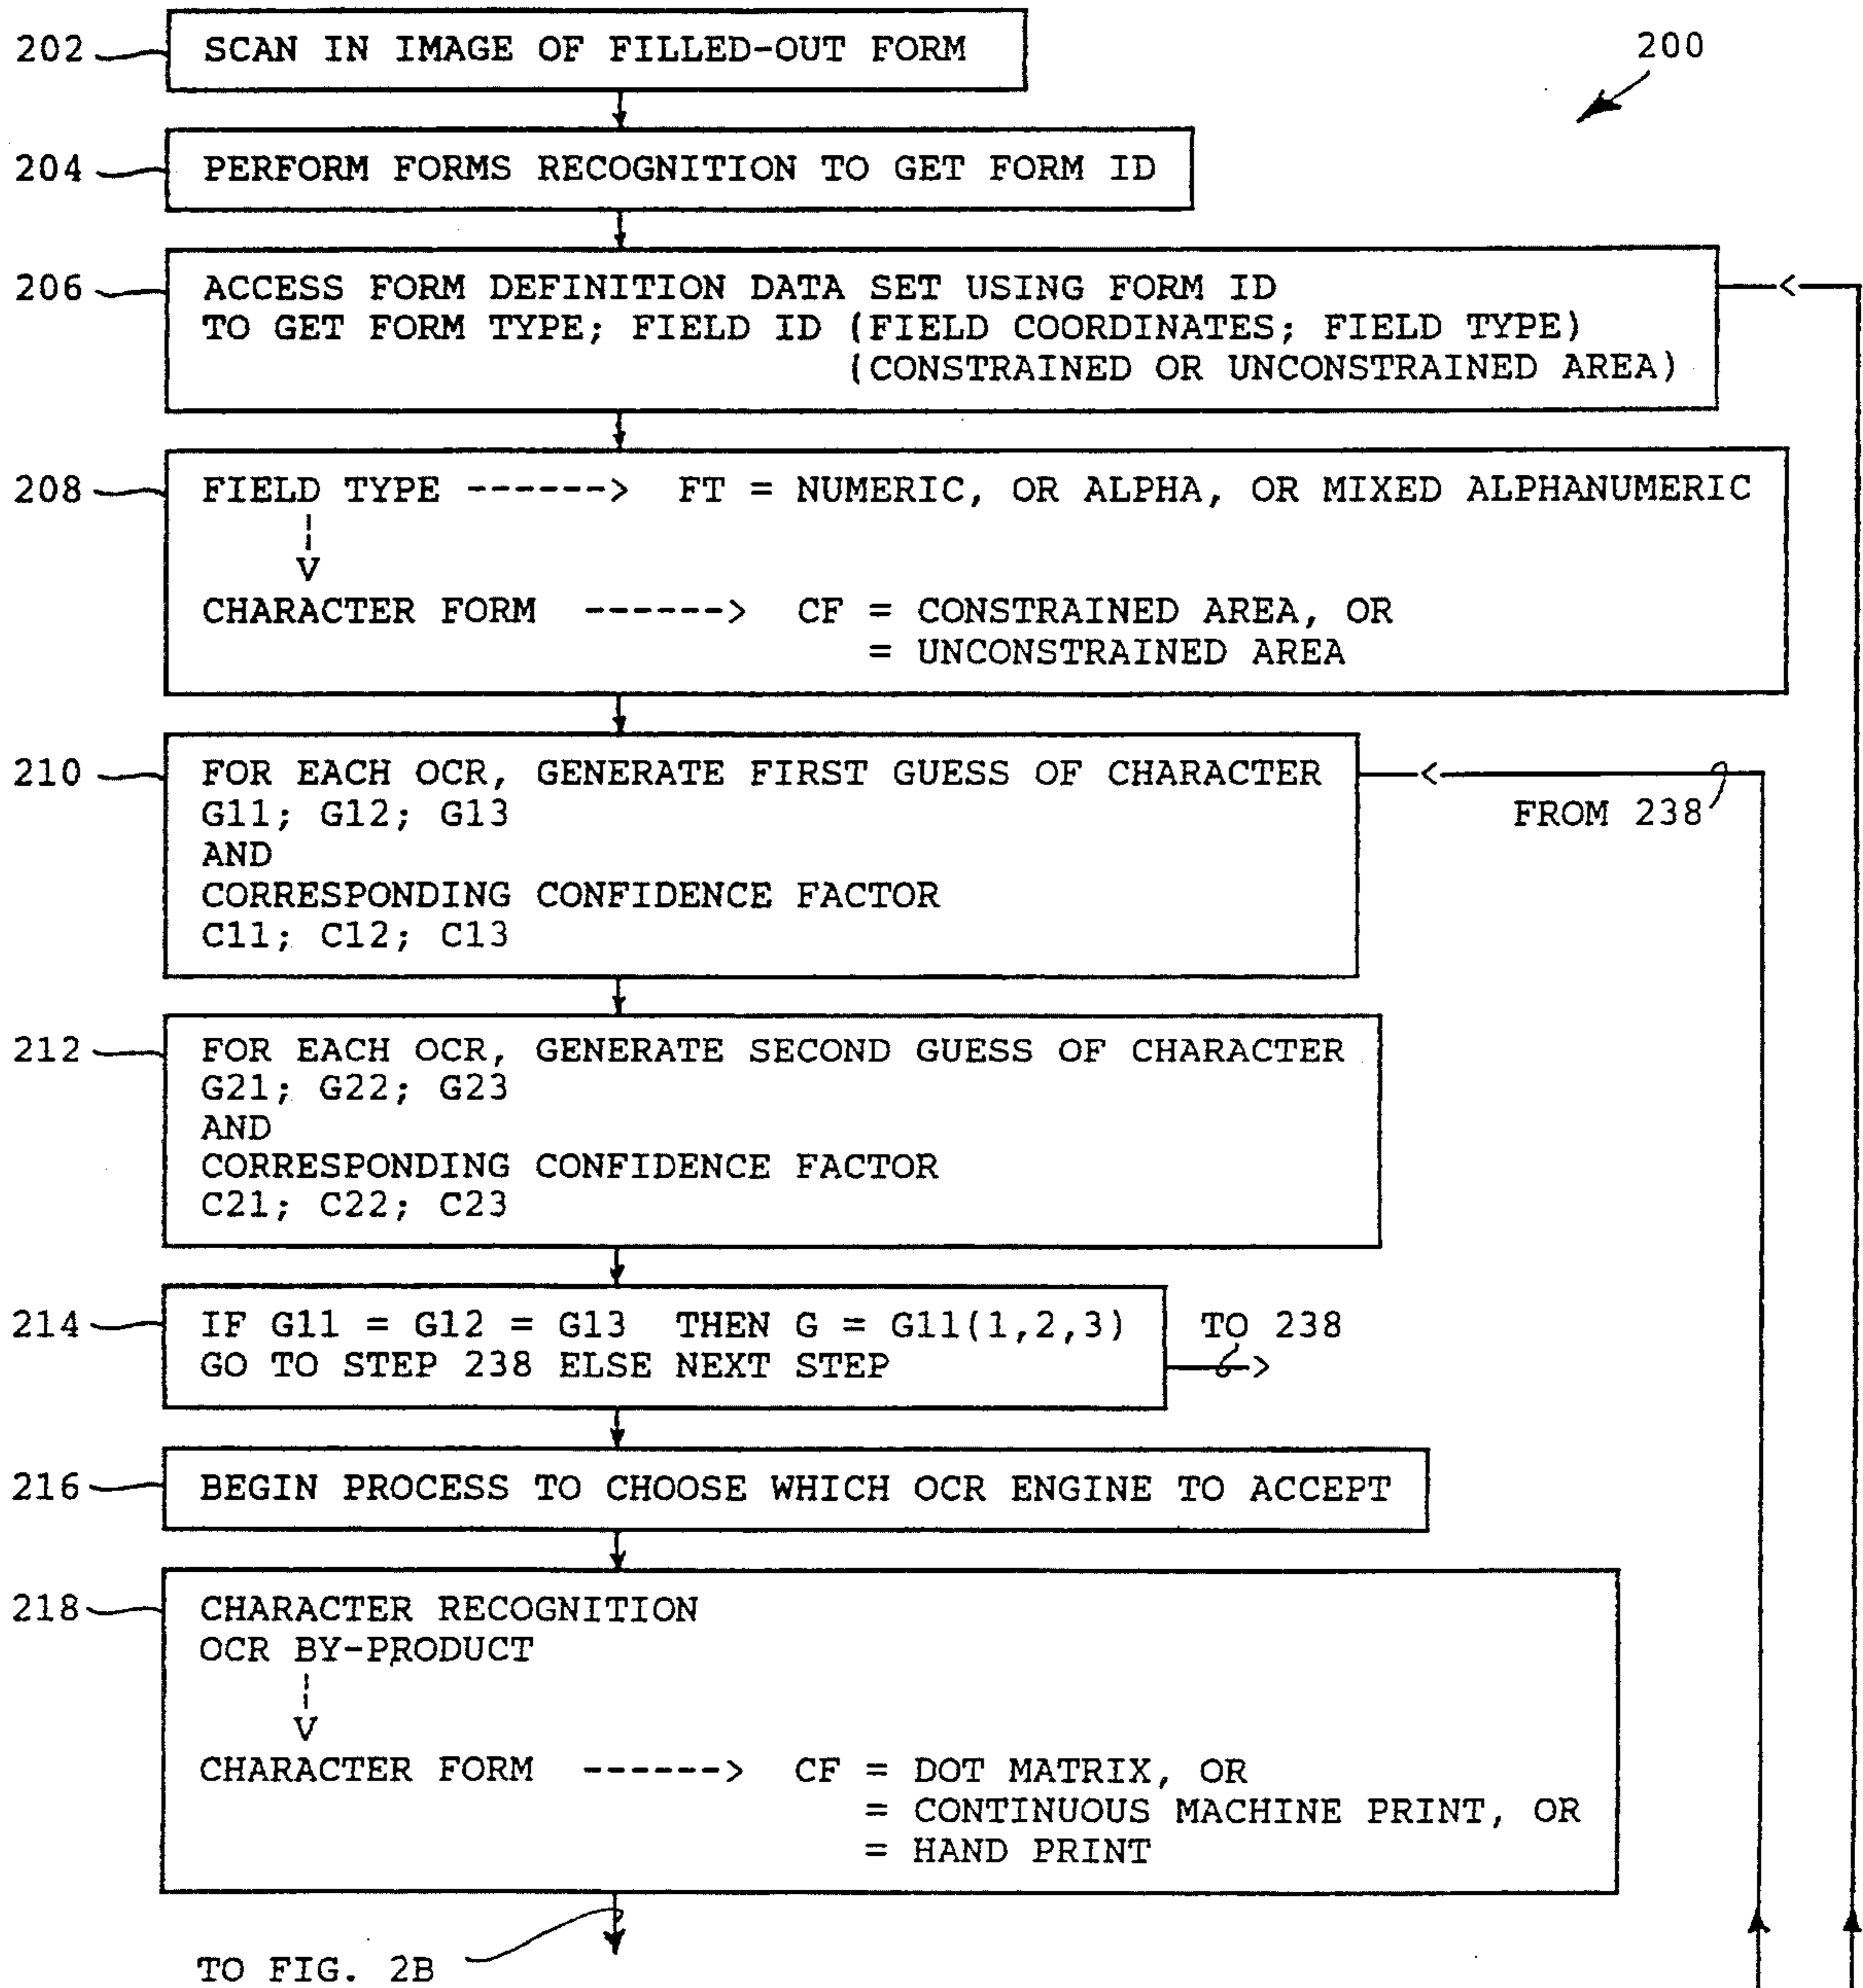 200
202 SCAN IN IMAGE OF FILLED-OUT FORM
204 PERFORM FORMS RECOGNITION TO GET FORM ID
206 ACCESS FORM DEFINITION DATA SET USING FORM ID
TO GET FORM TYPE; FIELD ID (FIELD COORDINATES; FIELD TYPE)
(CONSTRAINED OR UNCONSTRAINED AREA)
208 FIELD TYPE ------> FT = NUMERIC, OR ALPHA, OR MIXED ALPHANUMERIC
CHARACTER FORM ------> CF = CONSTRAINED AREA, OR
= UNCONSTRAINED AREA
210 FOR EACH OCR, GENERATE FIRST GUESS OF CHARACTER
G11; G12; G13
FROM 238
AND
CORRESPONDING CONFIDENCE FACTOR
C11; C12; C13
212 FOR EACH OCR, GENERATE SECOND GUESS OF CHARACTER
G21; G22; G23
AND
CORRESPONDING CONFIDENCE FACTOR
C21; C22; C23
214 IF G11 = G12 = G13 THEN G = G11(1,2,3)
GO TO STEP 238 ELSE NEXT STEP
TO 238
216 BEGIN PROCESS TO CHOOSE WHICH OCR ENGINE TO ACCEPT
218 CHARACTER RECOGNITION
OCR BY-PRODUCT
CHARACTER FORM ------> CF = DOT MATRIX, OR
= CONTINUOUS MACHINE PRINT, OR
= HAND PRINT
TO FIG. 2B